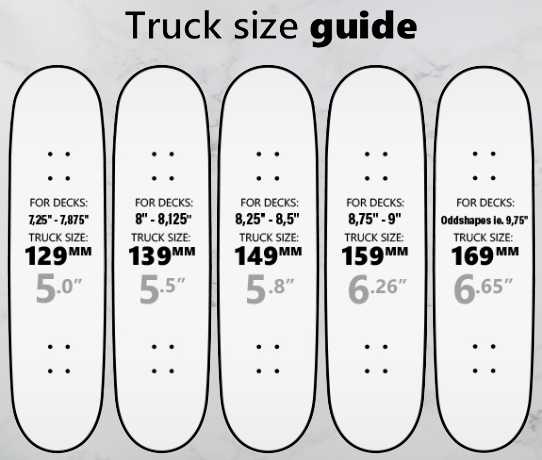 Truck size guide
FOR DECKS:
7,25" - 7,875"
TRUCK SIZE:
129MM
5.0”
FOR DECKS:
8" - 8,125"
TRUCK SIZE:
139MM
5.5”
FOR DECKS:
8,25" - 8,5"
TRUCK SIZE:
149MM
5.8”
FOR DECKS:
8,75" - 9"
TRUCK SIZE:
159MM
6.26”
FOR DECKS:
Oddshapes ie. 9,75"
TRUCK SIZE:
169MM
6.65”